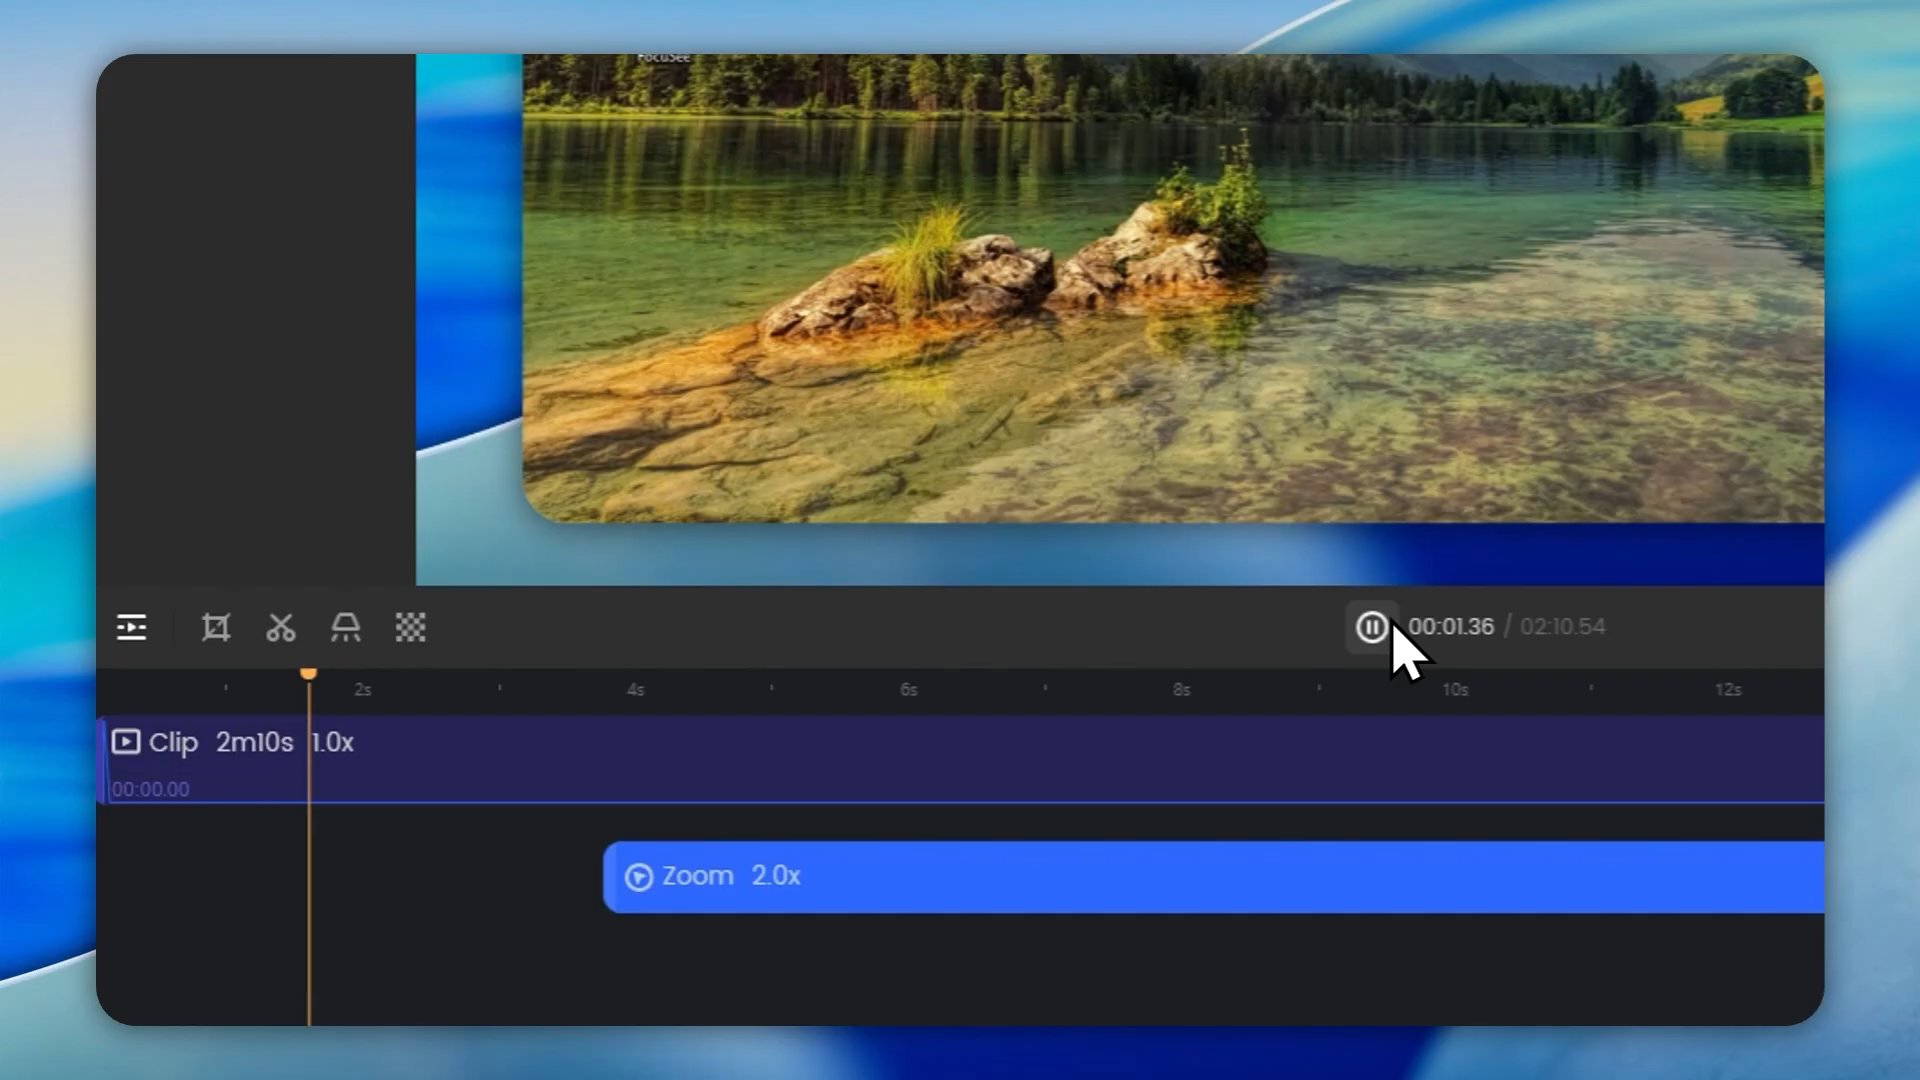 FocuSee
00:01.36 / 02:10.54
2s 4s 6s 8s 10s 12s
Clip 2m10s 1.0x
00:00.00
Zoom 2.0x